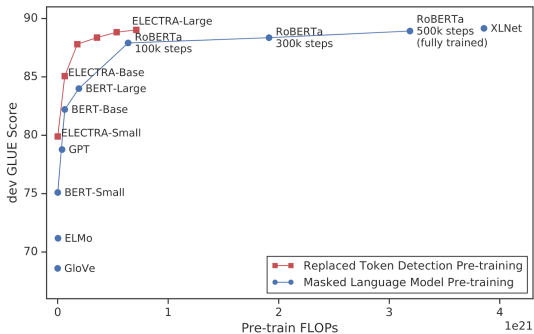 90
85
80
75
70
dev GLUE Score
ELECTRA-Large
RoBERTa
100k steps
RoBERTa
300k steps
RoBERTa
500k steps
(fully trained)
XLNet
ELECTRA-Base
BERT-Large
BERT-Base
ELECTRA-Small
GPT
BERT-Small
ELMo
GloVe
Replaced Token Detection Pre-training
Masked Language Model Pre-training
0
1
2
3
4
1e21
Pre-train FLOPs